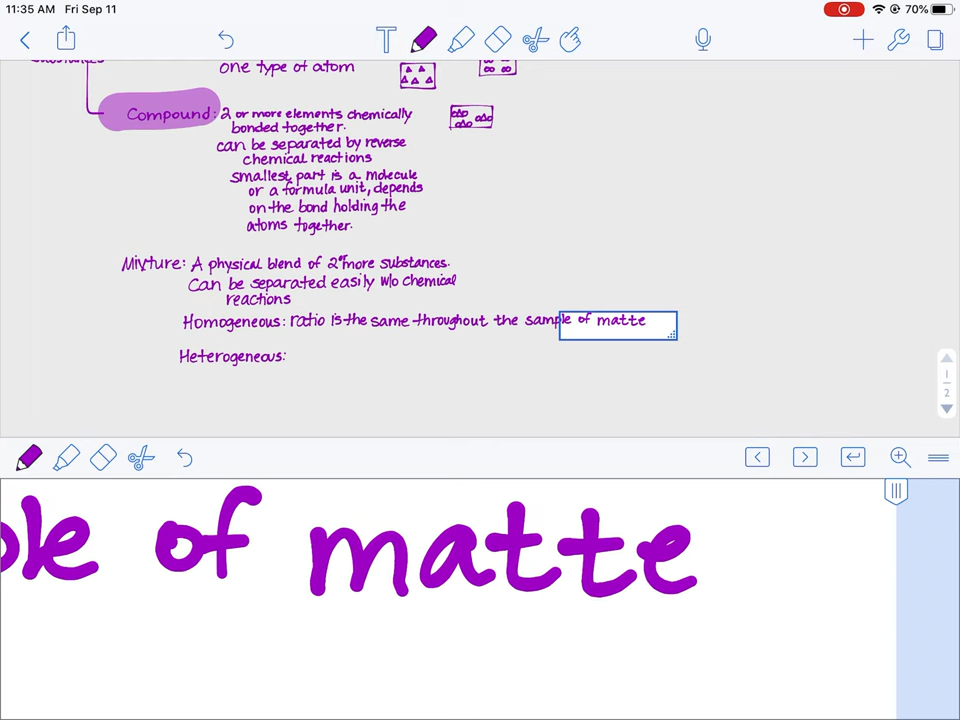 11:35 AM Fri Sep 11
70%
T
one type of atom
Compound: 2 or more elements chemically
bonded together.
can be separated by reverse
chemical reactions
smallest part is a molecule
or a formula unit, depends
on the bond holding the
atoms together.
Mixture: A physical blend of 2 or more substances.
Can be separated easily w/o chemical
reactions
Homogeneous: ratio is the same throughout the sample of matte
Heterogeneous:
1
2
ple of matte